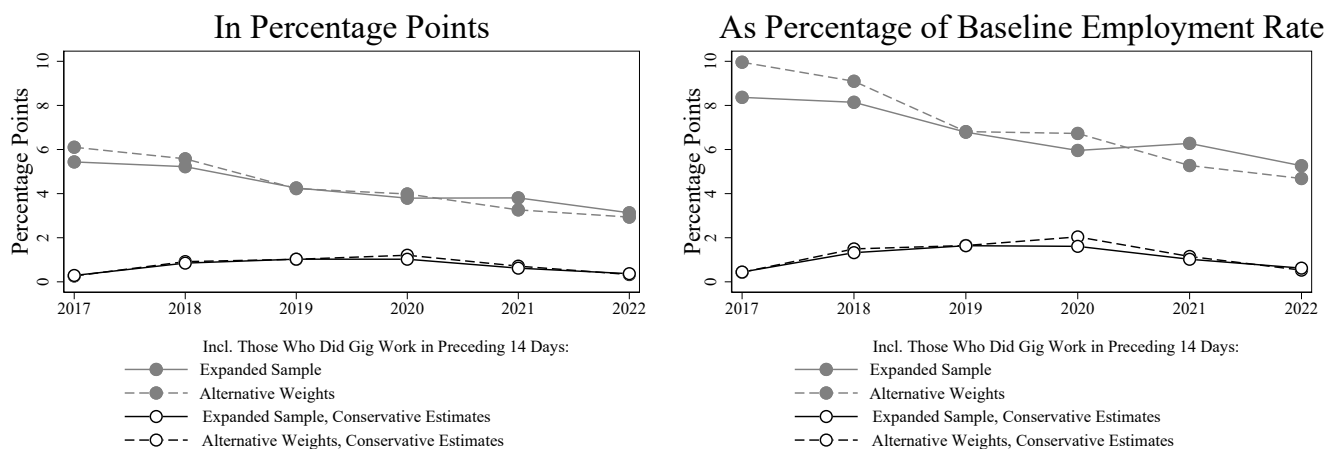 In Percentage Points
Percentage Points
10
8
6
4
2
0
2017 2018 2019 2020 2021 2022
Incl. Those Who Did Gig Work in Preceding 14 Days:
Expanded Sample
Alternative Weights
Expanded Sample, Conservative Estimates
Alternative Weights, Conservative Estimates
As Percentage of Baseline Employment Rate
Percentage Points
10
8
6
4
2
0
2017 2018 2019 2020 2021 2022
Incl. Those Who Did Gig Work in Preceding 14 Days:
Expanded Sample
Alternative Weights
Expanded Sample, Conservative Estimates
Alternative Weights, Conservative Estimates